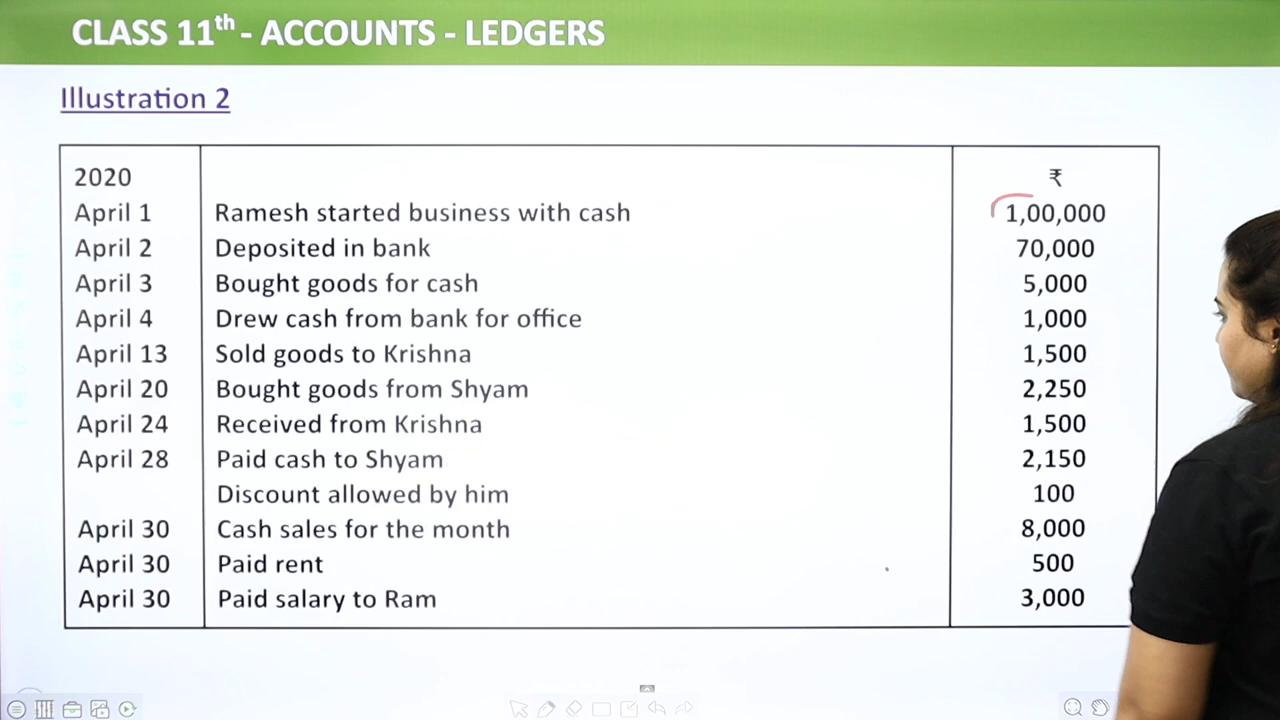 CLASS 11th - ACCOUNTS - LEDGERS
Illustration 2
2020 ₹
April 1 Ramesh started business with cash 1,00,000
April 2 Deposited in bank 70,000
April 3 Bought goods for cash 5,000
April 4 Drew cash from bank for office 1,000
April 13 Sold goods to Krishna 1,500
April 20 Bought goods from Shyam 2,250
April 24 Received from Krishna 1,500
April 28 Paid cash to Shyam 2,150
Discount allowed by him 100
April 30 Cash sales for the month 8,000
April 30 Paid rent 500
April 30 Paid salary to Ram 3,000